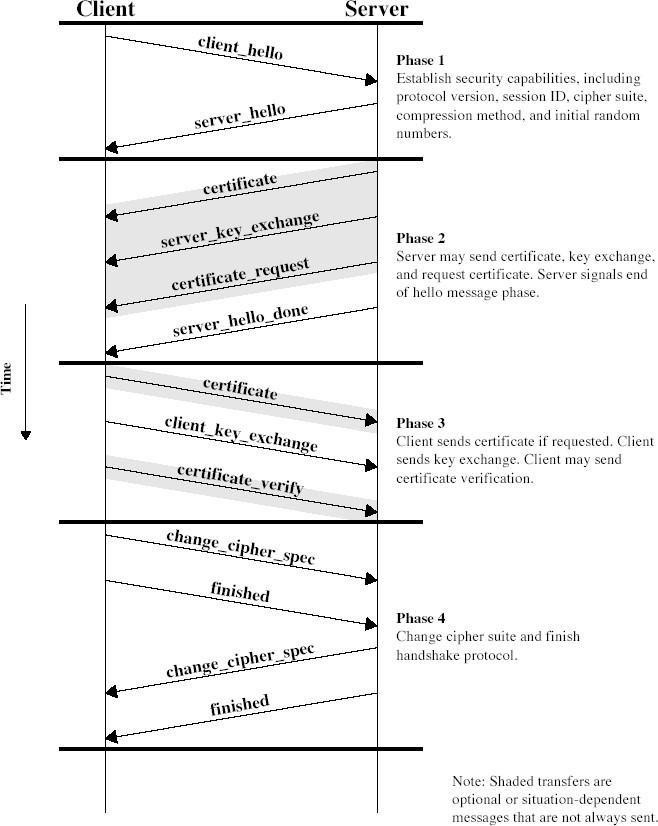 Client Server
client_hello
server_hello
Phase 1
Establish security capabilities, including
protocol version, session ID, cipher suite,
compression method, and initial random
numbers.
certificate
server_key_exchange
certificate_request
server_hello_done
Phase 2
Server may send certificate, key exchange,
and request certificate. Server signals end
of hello message phase.
Time
certificate
client_key_exchange
certificate_verify
Phase 3
Client sends certificate if requested. Client
sends key exchange. Client may send
certificate verification.
change_cipher_spec
finished
change_cipher_spec
finished
Phase 4
Change cipher suite and finish
handshake protocol.
Note: Shaded transfers are
optional or situation-dependent
messages that are not always sent.